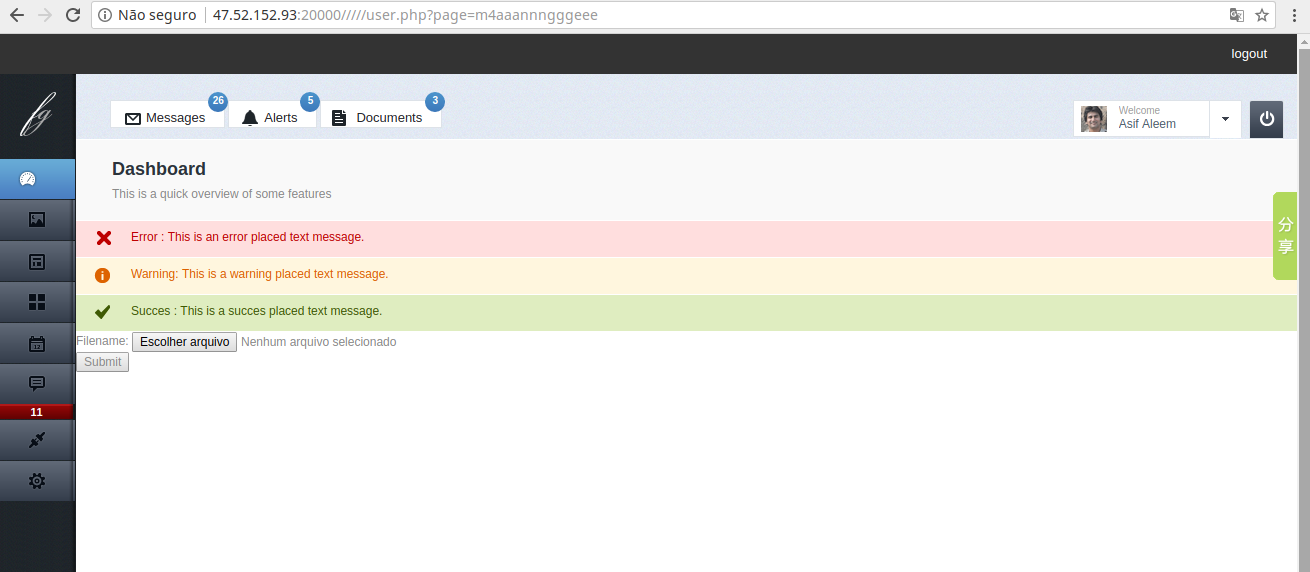 Não seguro 47.52.152.93:20000/////user.php?page=m4aaannngggeee
logout
fg
26
5
3
Messages
Alerts
Documents
Welcome
Asif Aleem
Dashboard
This is a quick overview of some features
分
享
Error : This is an error placed text message.
Warning: This is a warning placed text message.
Succes : This is a succes placed text message.
Filename: Escolher arquivo Nenhum arquivo selecionado
Submit
12
11